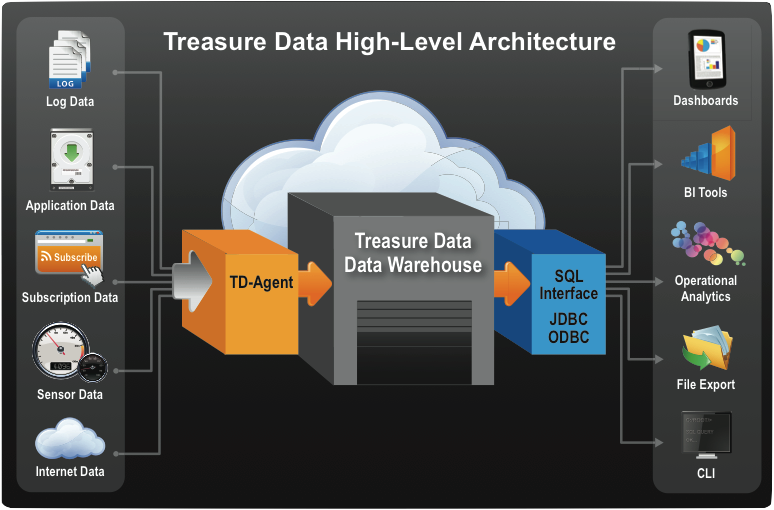 Treasure Data High-Level Architecture
LOG
Log Data
Application Data
Subscribe
Subscription Data
Sensor Data
Internet Data
TD-Agent
Treasure Data
Data Warehouse
SQL
Interface
JDBC
ODBC
Dashboards
BI Tools
Operational
Analytics
File Export
CLI